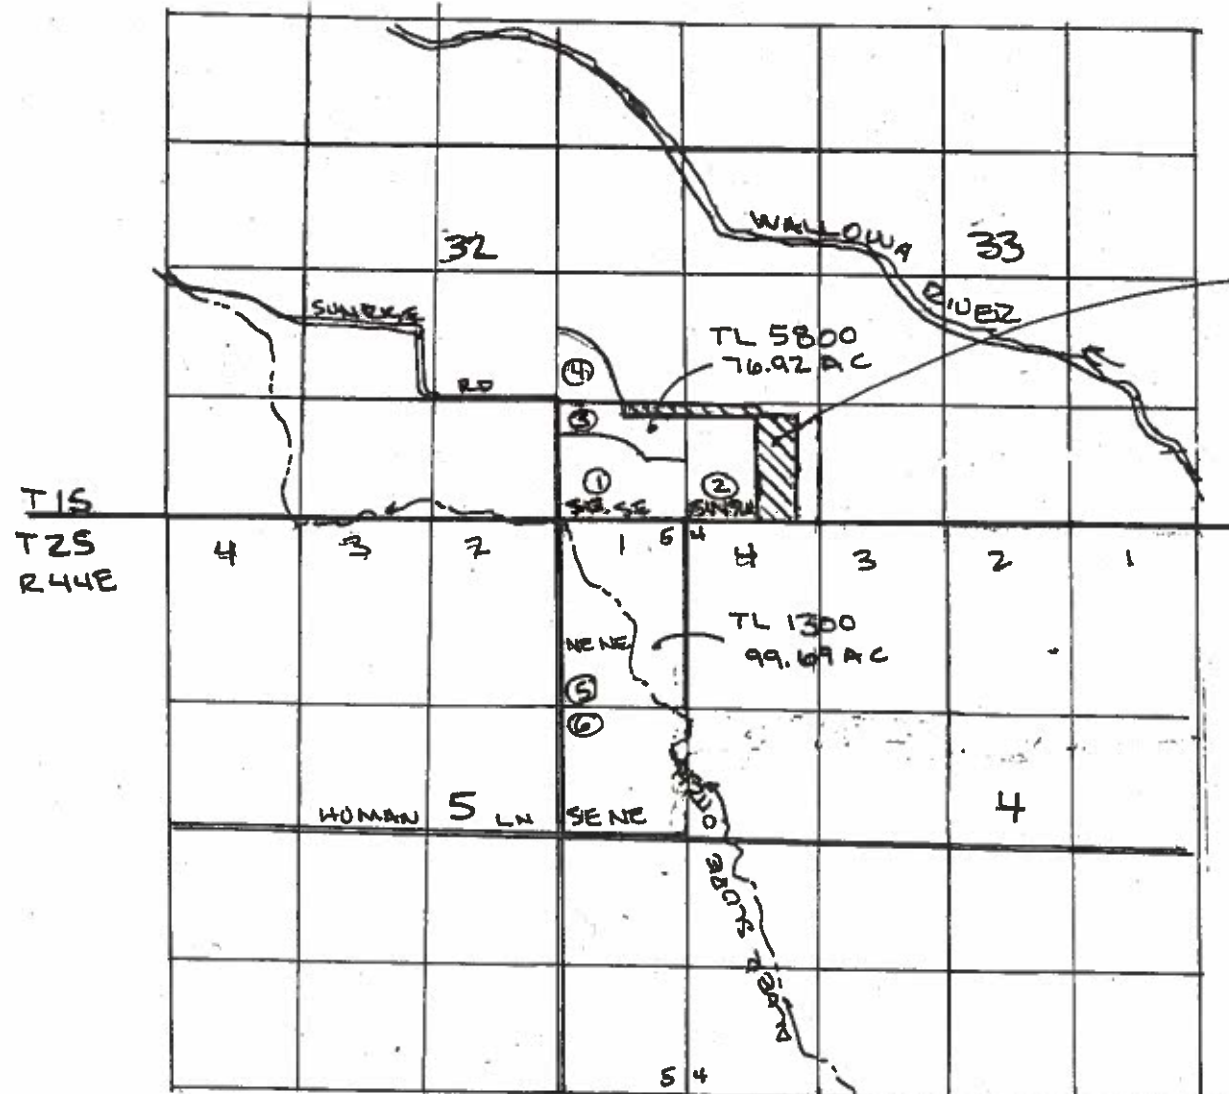 WALLOWA
RIVER
32
33
SUNRISE
RD
TL 5800
76.92 AC
④
③
①
②
SE SE
T1S
T2S
R44E
4 3 2 1 5 4 4 3 2 1
TL 1300
99.69 AC
NE NE
⑤
⑥
HOMAN 5 LN
SE NE
4
5 4